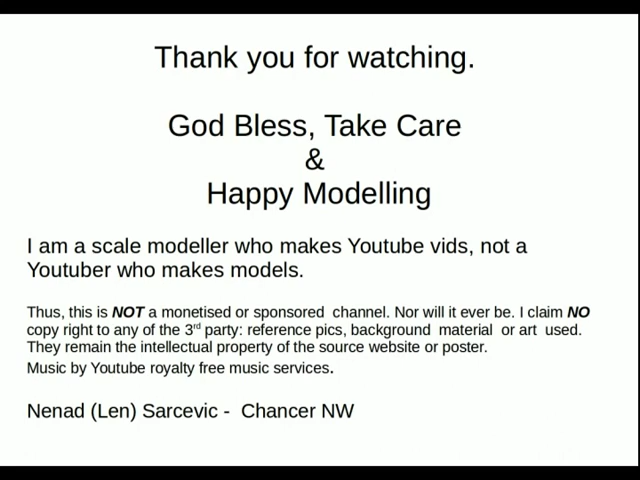 Thank you for watching.
God Bless, Take Care
&
Happy Modelling
I am a scale modeller who makes Youtube vids, not a
Youtuber who makes models.
Thus, this is NOT a monetised or sponsored channel. Nor will it ever be. I claim NO
copy right to any of the 3rd party: reference pics, background material or art used.
They remain the intellectual property of the source website or poster.
Music by Youtube royalty free music services.
Nenad (Len) Sarcevic - Chancer NW